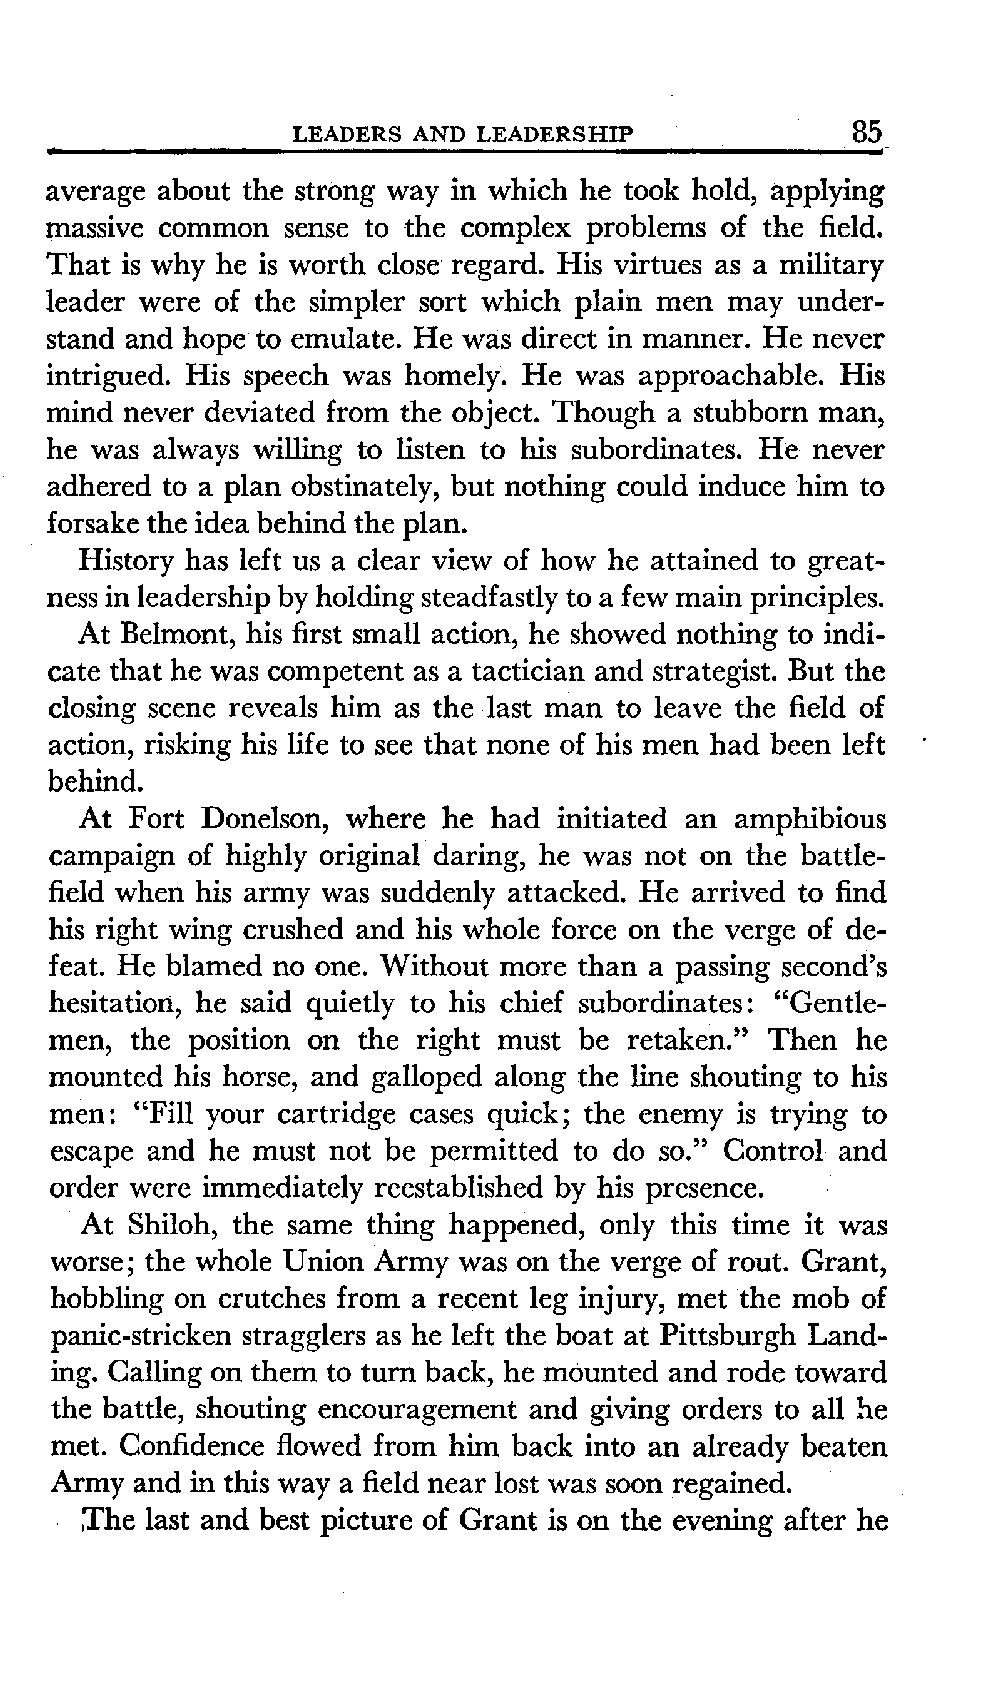 LEADERS AND LEADERSHIP 85
average about the strong way in which he took hold, applying
massive common sense to the complex problems of the field.
That is why he is worth close regard. His virtues as a military
leader were of the simpler sort which plain men may under-
stand and hope to emulate. He was direct in manner. He never
intrigued. His speech was homely. He was approachable. His
mind never deviated from the object. Though a stubborn man,
he was always willing to listen to his subordinates. He never
adhered to a plan obstinately, but nothing could induce him to
forsake the idea behind the plan.
History has left us a clear view of how he attained to great-
ness in leadership by holding steadfastly to a few main principles.
At Belmont, his first small action, he showed nothing to indi-
cate that he was competent as a tactician and strategist. But the
closing scene reveals him as the last man to leave the field of
action, risking his life to see that none of his men had been left
behind.
At Fort Donelson, where he had initiated an amphibious
campaign of highly original daring, he was not on the battle-
field when his army was suddenly attacked. He arrived to find
his right wing crushed and his whole force on the verge of de-
feat. He blamed no one. Without more than a passing second's
hesitation, he said quietly to his chief subordinates: "Gentle-
men, the position on the right must be retaken." Then he
mounted his horse, and galloped along the line shouting to his
men: "Fill your cartridge cases quick; the enemy is trying to
escape and he must not be permitted to do so." Control and
order were immediately reestablished by his presence.
At Shiloh, the same thing happened, only this time it was
worse; the whole Union Army was on the verge of rout. Grant,
hobbling on crutches from a recent leg injury, met the mob of
panic-stricken stragglers as he left the boat at Pittsburgh Land-
ing. Calling on them to turn back, he mounted and rode toward
the battle, shouting encouragement and giving orders to all he
met. Confidence flowed from him back into an already beaten
Army and in this way a field near lost was soon regained.
The last and best picture of Grant is on the evening after he